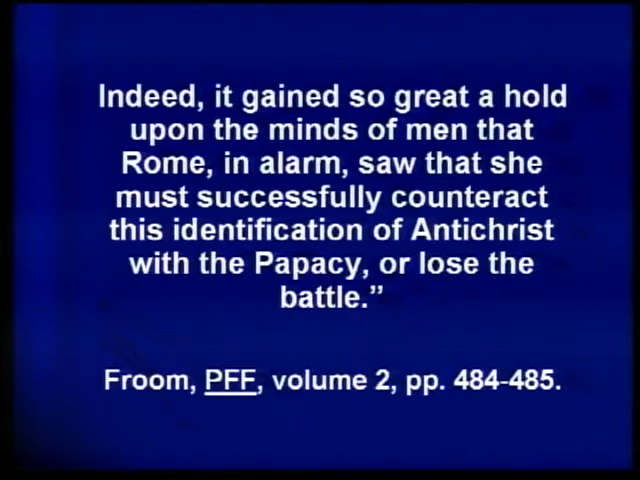 Indeed, it gained so great a hold
upon the minds of men that
Rome, in alarm, saw that she
must successfully counteract
this identification of Antichrist
with the Papacy, or lose the
battle.”
Froom, PFF, volume 2, pp. 484-485.